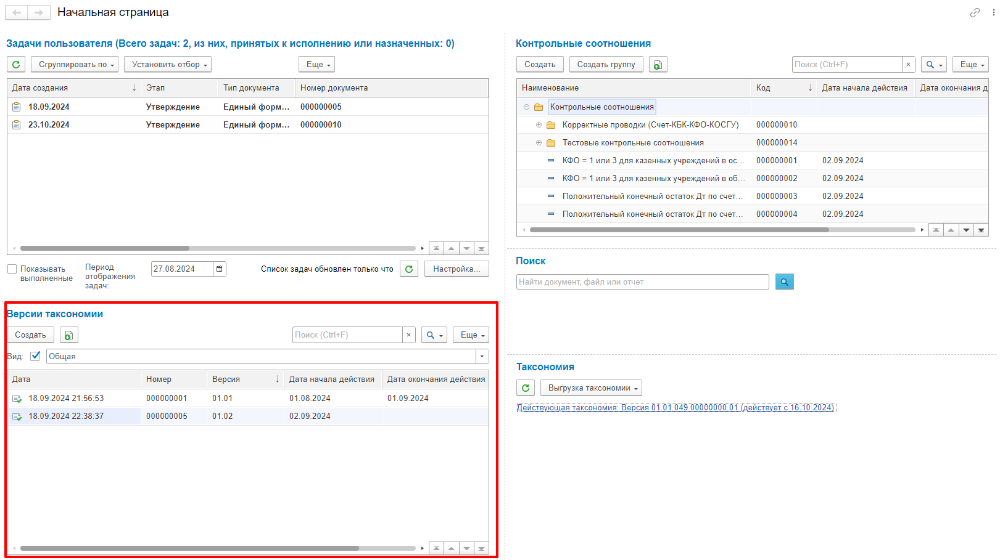 Начальная страница
Задачи пользователя (Всего задач: 2, из них, принятых к исполнению или назначенных: 0)
Сгруппировать по
Установить отбор
Еще
Дата создания ↓ Этап Тип документа Номер документа
18.09.2024 Утверждение Единый форм... 000000005
23.10.2024 Утверждение Единый форм... 000000010
Показывать выполненные
Период отображения задач:
27.08.2024
Список задач обновлен только что
Настройка...
Версии таксономии
Создать
Поиск (Ctrl+F) ×
Еще
Вид: Общая
Дата Номер Версия ↓ Дата начала действия Дата окончания действия
18.09.2024 21:56:53 000000001 01.01 01.08.2024 01.09.2024
18.09.2024 22:38:37 000000005 01.02 02.09.2024
Контрольные соотношения
Создать
Создать группу
Поиск (Ctrl+F) ×
Еще
Наименование Код ↓ Дата начала действия Дата окончания д
Контрольные соотношения
Корректные проводки (Счет-КБК-КФО-КОСГУ) 000000010
Тестовые контрольные соотношения 000000014
КФО = 1 или 3 для казенных учреждений в ос... 000000001 02.09.2024
КФО = 1 или 3 для казенных учреждений в об... 000000002 02.09.2024
Положительный конечный остаток Дт по счет... 000000003 02.09.2024
Положительный конечный остаток Дт по счет... 000000004 02.09.2024
Поиск
Найти документ, файл или отчет
Таксономия
Выгрузка таксономии
Действующая таксономия: Версия 01.01.049.00000000.01 (действует с 16.10.2024)